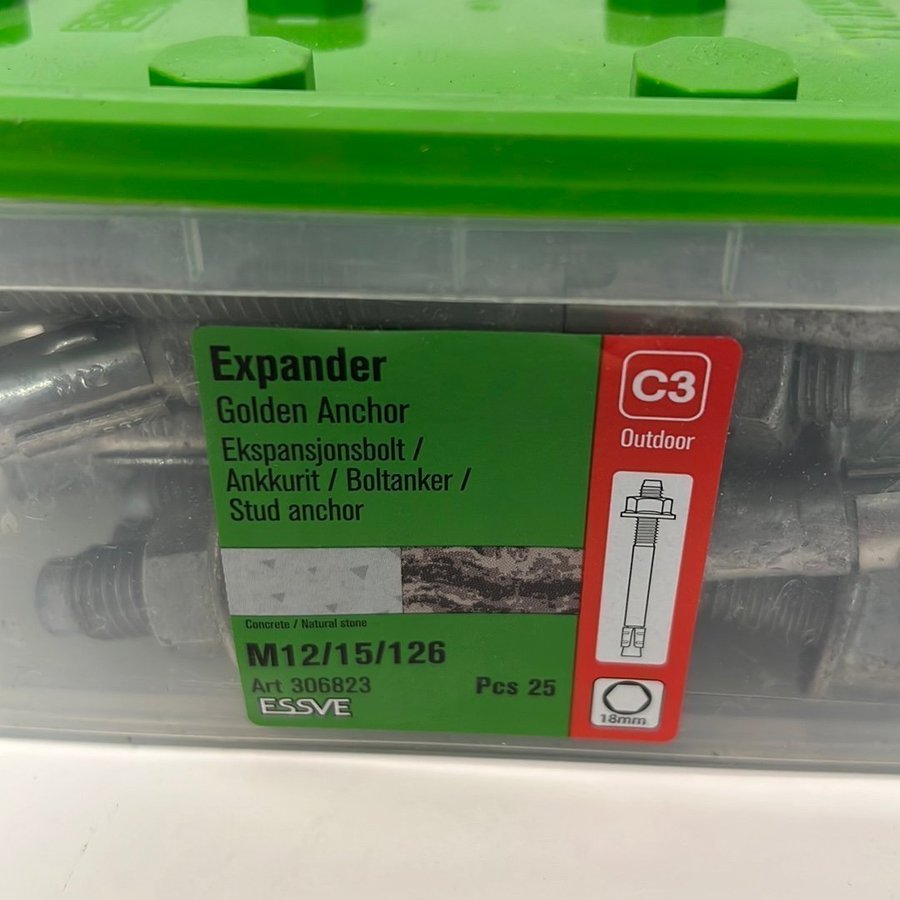 Expander
Golden Anchor
Ekspansjonsbolt /
Ankkurit / Boltanker /
Stud anchor
Concrete / Natural stone
M12/15/126
Art 306823
Pcs 25
ESSVE
C3
Outdoor
18mm